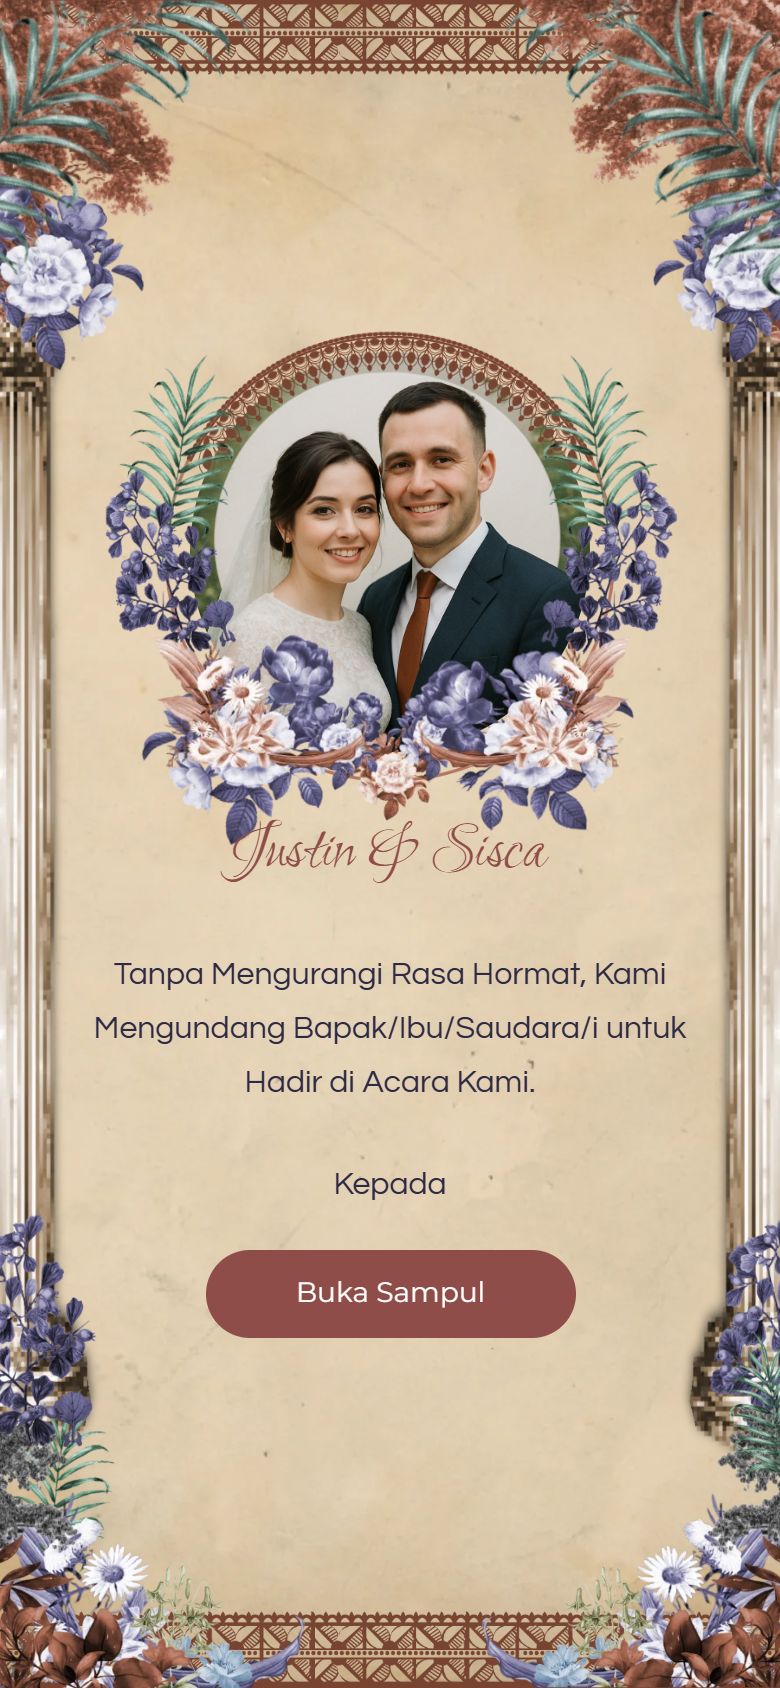 Justin & Sisca
Tanpa Mengurangi Rasa Hormat, Kami
Mengundang Bapak/Ibu/Saudara/i untuk
Hadir di Acara Kami.
Kepada
Buka Sampul